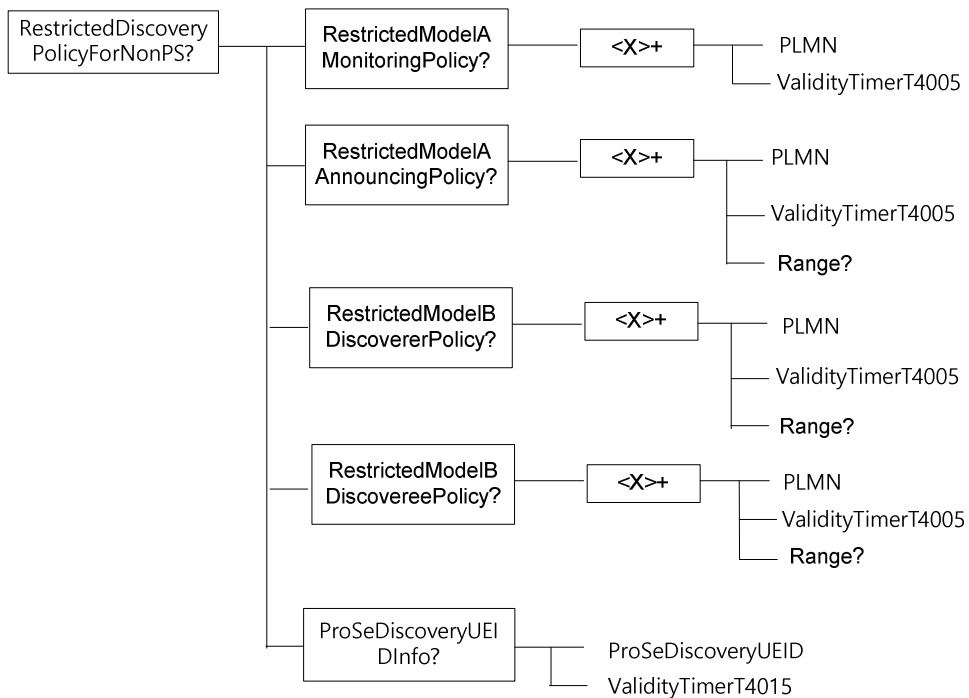 RestrictedDiscovery
PolicyForNonPS?
RestrictedModelA
MonitoringPolicy?
<X>+
PLMN
ValidityTimerT4005
RestrictedModelA
AnnouncingPolicy?
<X>+
PLMN
ValidityTimerT4005
Range?
RestrictedModelB
DiscovererPolicy?
<X>+
PLMN
ValidityTimerT4005
Range?
RestrictedModelB
DiscovereePolicy?
<X>+
PLMN
ValidityTimerT4005
Range?
ProSeDiscoveryUEI
DInfo?
ProSeDiscoveryUEID
ValidityTimerT4015